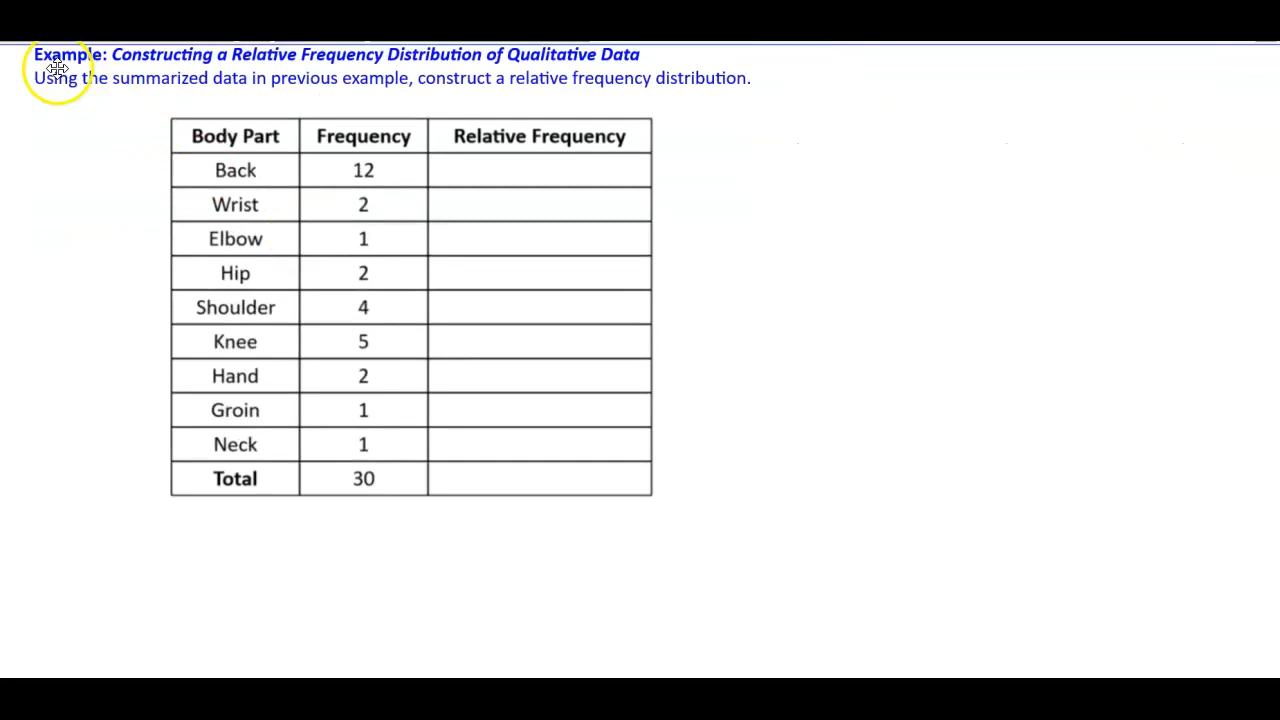 Example: Constructing a Relative Frequency Distribution of Qualitative Data
Using the summarized data in previous example, construct a relative frequency distribution.
Body Part Frequency Relative Frequency
Back 12
Wrist 2
Elbow 1
Hip 2
Shoulder 4
Knee 5
Hand 2
Groin 1
Neck 1
Total 30